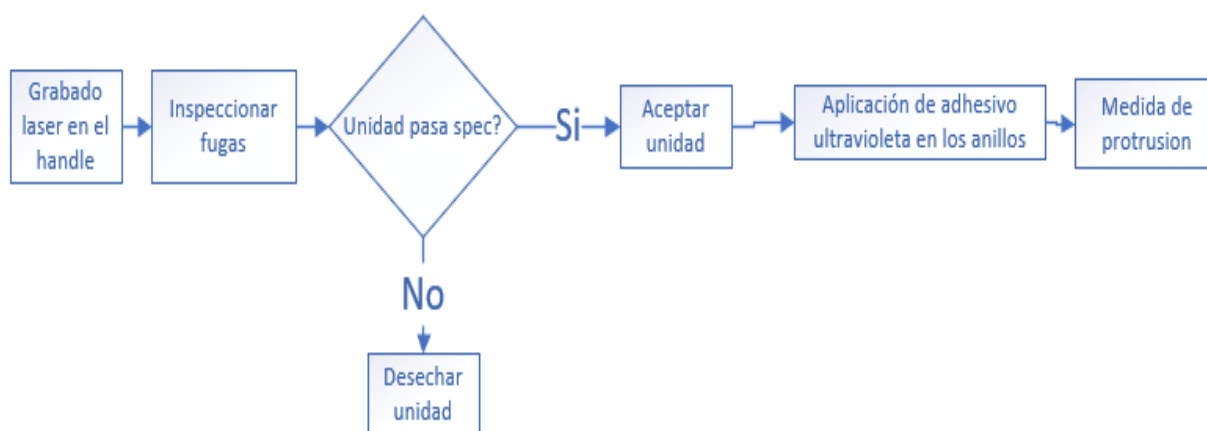 Grabado
laser en el
handle
Inspeccionar
fugas
Unidad pasa spec?
Si
Aceptar
unidad
Aplicación de adhesivo
ultravioleta en los anillos
Medida de
protrusion
No
Desechar
unidad